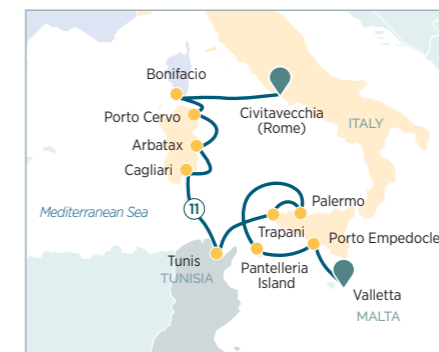 Bonifacio
Porto Cervo
Civitavecchia
(Rome)
ITALY
Arbatax
Cagliari
Mediterranean Sea
11
Palermo
Trapani
Porto Empedocle
Tunis
TUNISIA
Pantelleria
Island
Valletta
MALTA